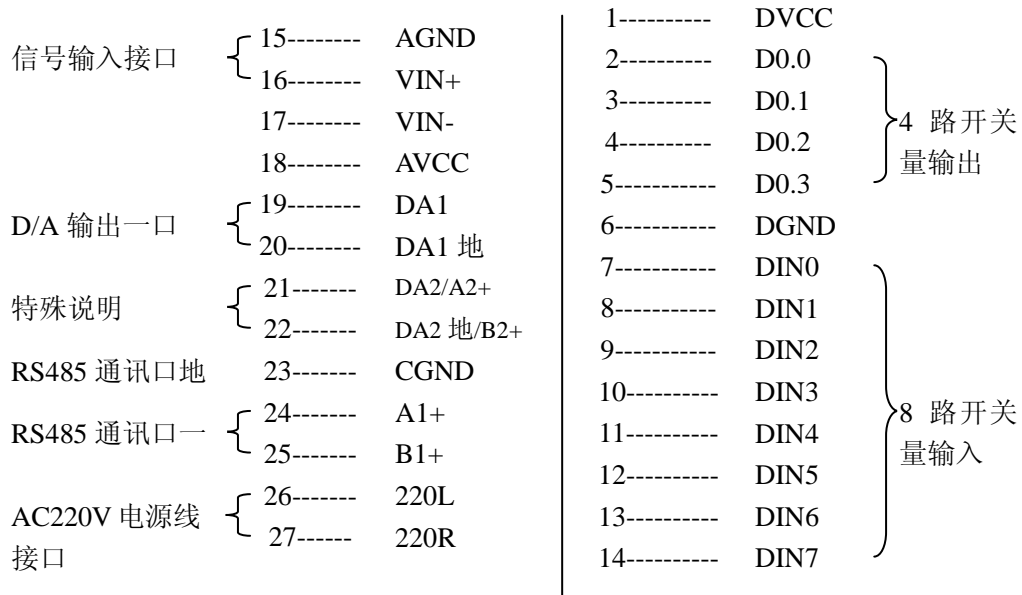 信号输入接口
15-------- AGND
16-------- VIN+
17-------- VIN-
18-------- AVCC
D/A 输出一口
19-------- DA1
20-------- DA1 地
特殊说明
21------- DA2/A2+
22------- DA2 地/B2+
RS485 通讯口地 23------- CGND
RS485 通讯口一
24------- A1+
25------- B1+
AC220V 电源线
接口
26------- 220L
27------ 220R
1----------- DVCC
2----------- D0.0
3----------- D0.1
4----------- D0.2
5----------- D0.3
4 路开关
量输出
6----------- DGND
7----------- DIN0
8----------- DIN1
9----------- DIN2
10---------- DIN3
11---------- DIN4
12---------- DIN5
13---------- DIN6
14---------- DIN7
8 路开关
量输入